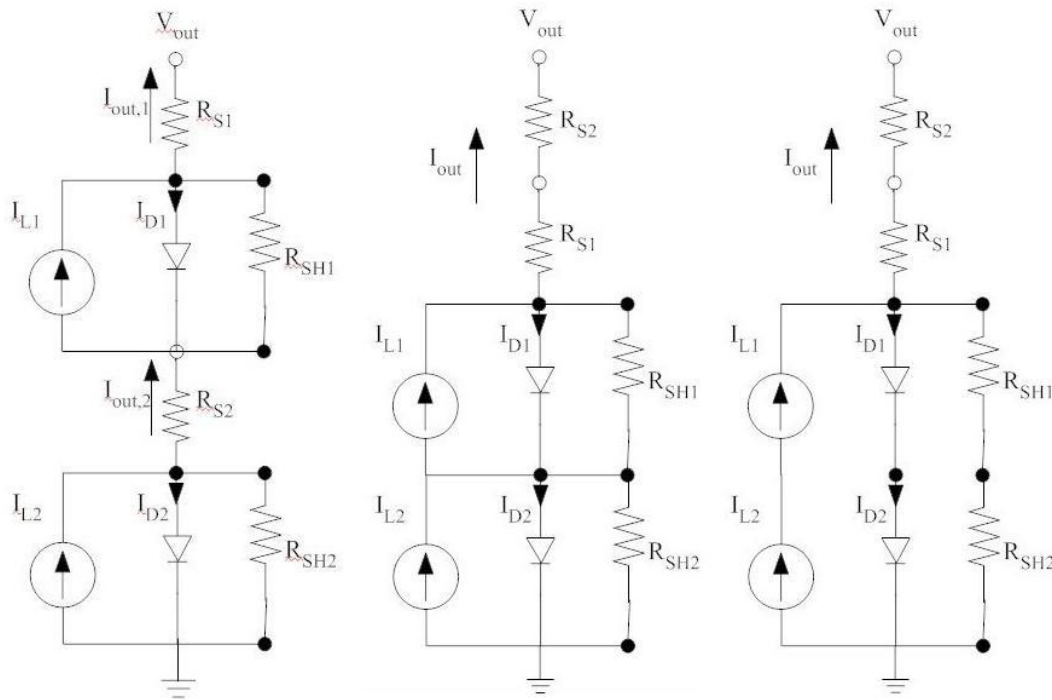 V_out
I_out,1
R_S1
I_L1
I_D1
R_SH1
I_out,2
R_S2
I_L2
I_D2
R_SH2
V_out
R_S2
I_out
R_S1
I_L1
I_D1
R_SH1
I_L2
I_D2
R_SH2
V_out
R_S2
I_out
R_S1
I_L1
I_D1
R_SH1
I_L2
I_D2
R_SH2